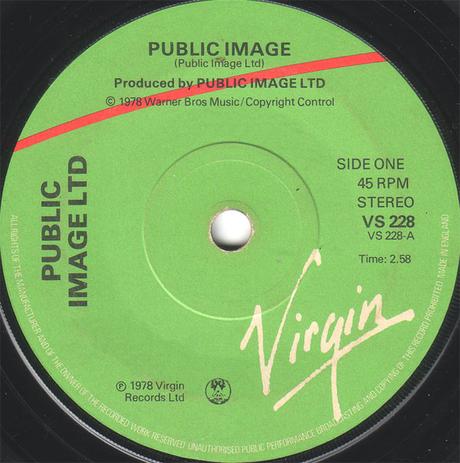 PUBLIC IMAGE
(Public Image Ltd)
Produced by PUBLIC IMAGE LTD
© 1978 Warner Bros Music/Copyright Control
PUBLIC
IMAGE LTD
SIDE ONE
45 RPM
STEREO
VS 228
VS 228-A
Time: 2.58
Virgin
℗ 1978 Virgin
Records Ltd
ALL RIGHTS OF THE MANUFACTURER AND OF THE OWNER OF THE RECORDED WORK RESERVED. UNAUTHORISED PUBLIC PERFORMANCE BROADCASTING AND COPYING OF THIS RECORD PROHIBITED. MADE IN ENGLAND